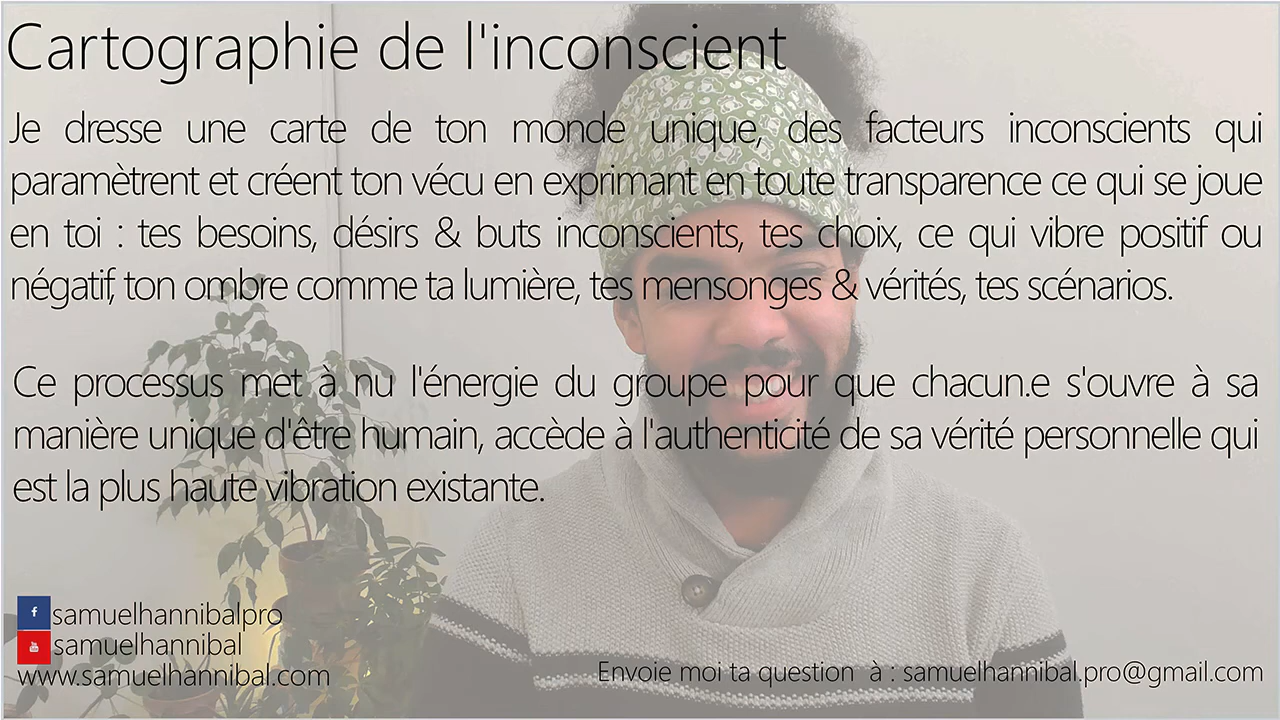 Cartographie de l'inconscient
Je dresse une carte de ton monde unique, des facteurs inconscients qui
paramètrent et créent ton vécu en exprimant en toute transparence ce qui se joue
en toi : tes besoins, désirs & buts inconscients, tes choix, ce qui vibre positif ou
négatif, ton ombre comme ta lumière, tes mensonges & vérités, tes scénarios.
Ce processus met à nu l'énergie du groupe pour que chacun.e s'ouvre à sa
manière unique d'être humain, accède à l'authenticité de sa vérité personnelle qui
est la plus haute vibration existante.
samuelhannibalpro
samuelhannibal
www.samuelhannibal.com
Envoie moi ta question à : samuelhannibal.pro@gmail.com